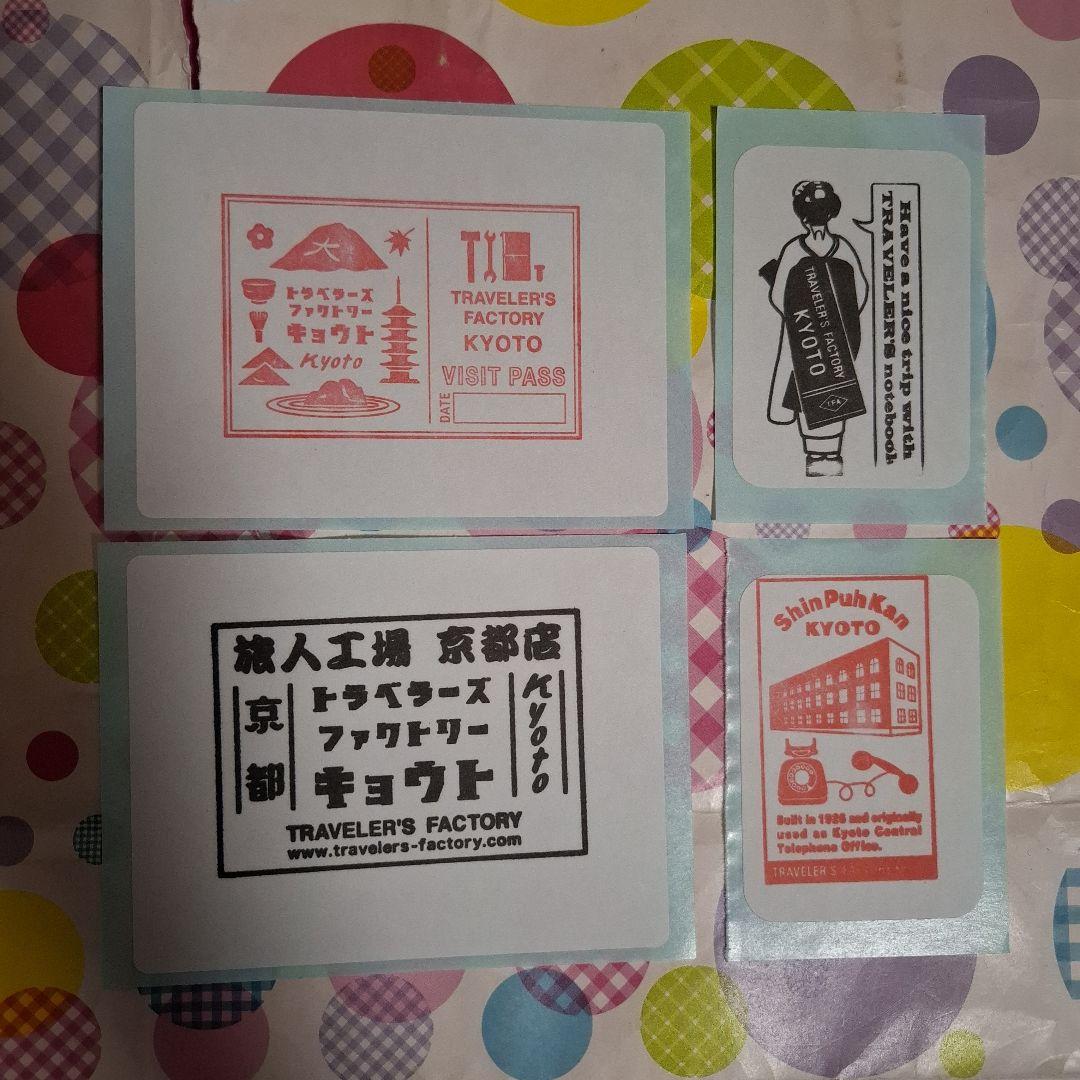 大
トラベラーズ
ファクトリー
キョウト
Kyoto
TRAVELER'S
FACTORY
KYOTO
VISIT PASS
DATE
Have a nice trip with
TRAVELER'S notebook
TRAVELER'S FACTORY
KYOTO
旅人工場 京都店
京都
トラベラーズ
ファクトリー
キョウト
Kyoto
TRAVELER'S FACTORY
www.travelers-factory.com
ShinPuhKan
KYOTO
Built in 1926 and originally
used as Kyoto Central
Telephone Office.
TRAVELER'S